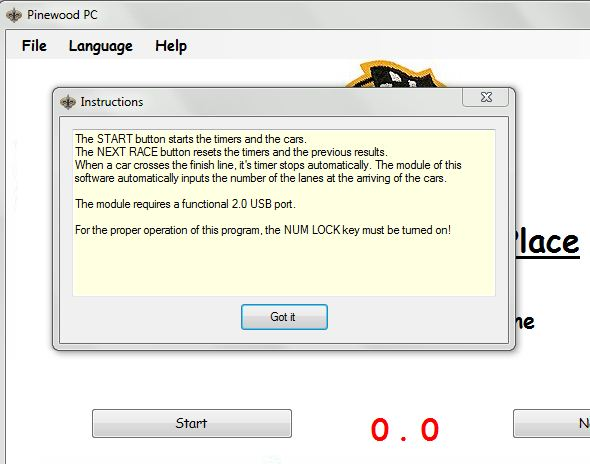 Pinewood PC
File Language Help
Instructions
The START button starts the timers and the cars.
The NEXT RACE button resets the timers and the previous results.
When a car crosses the finish line, it's timer stops automatically. The module of this
software automatically inputs the number of the lanes at the arriving of the cars.
The module requires a functional 2.0 USB port.
For the proper operation of this program, the NUM LOCK key must be turned on!
Place
Got it
Start
0 . 0